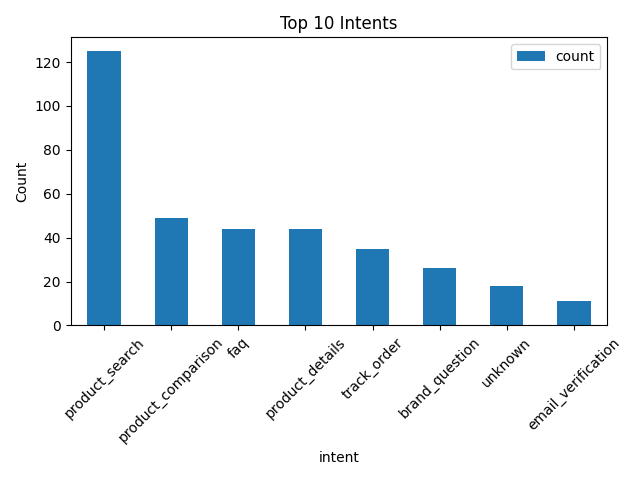 Top 10 Intents
count
Count
120
100
80
60
40
20
0
product_search
product_comparison
faq
product_details
track_order
brand_question
unknown
email_verification
intent